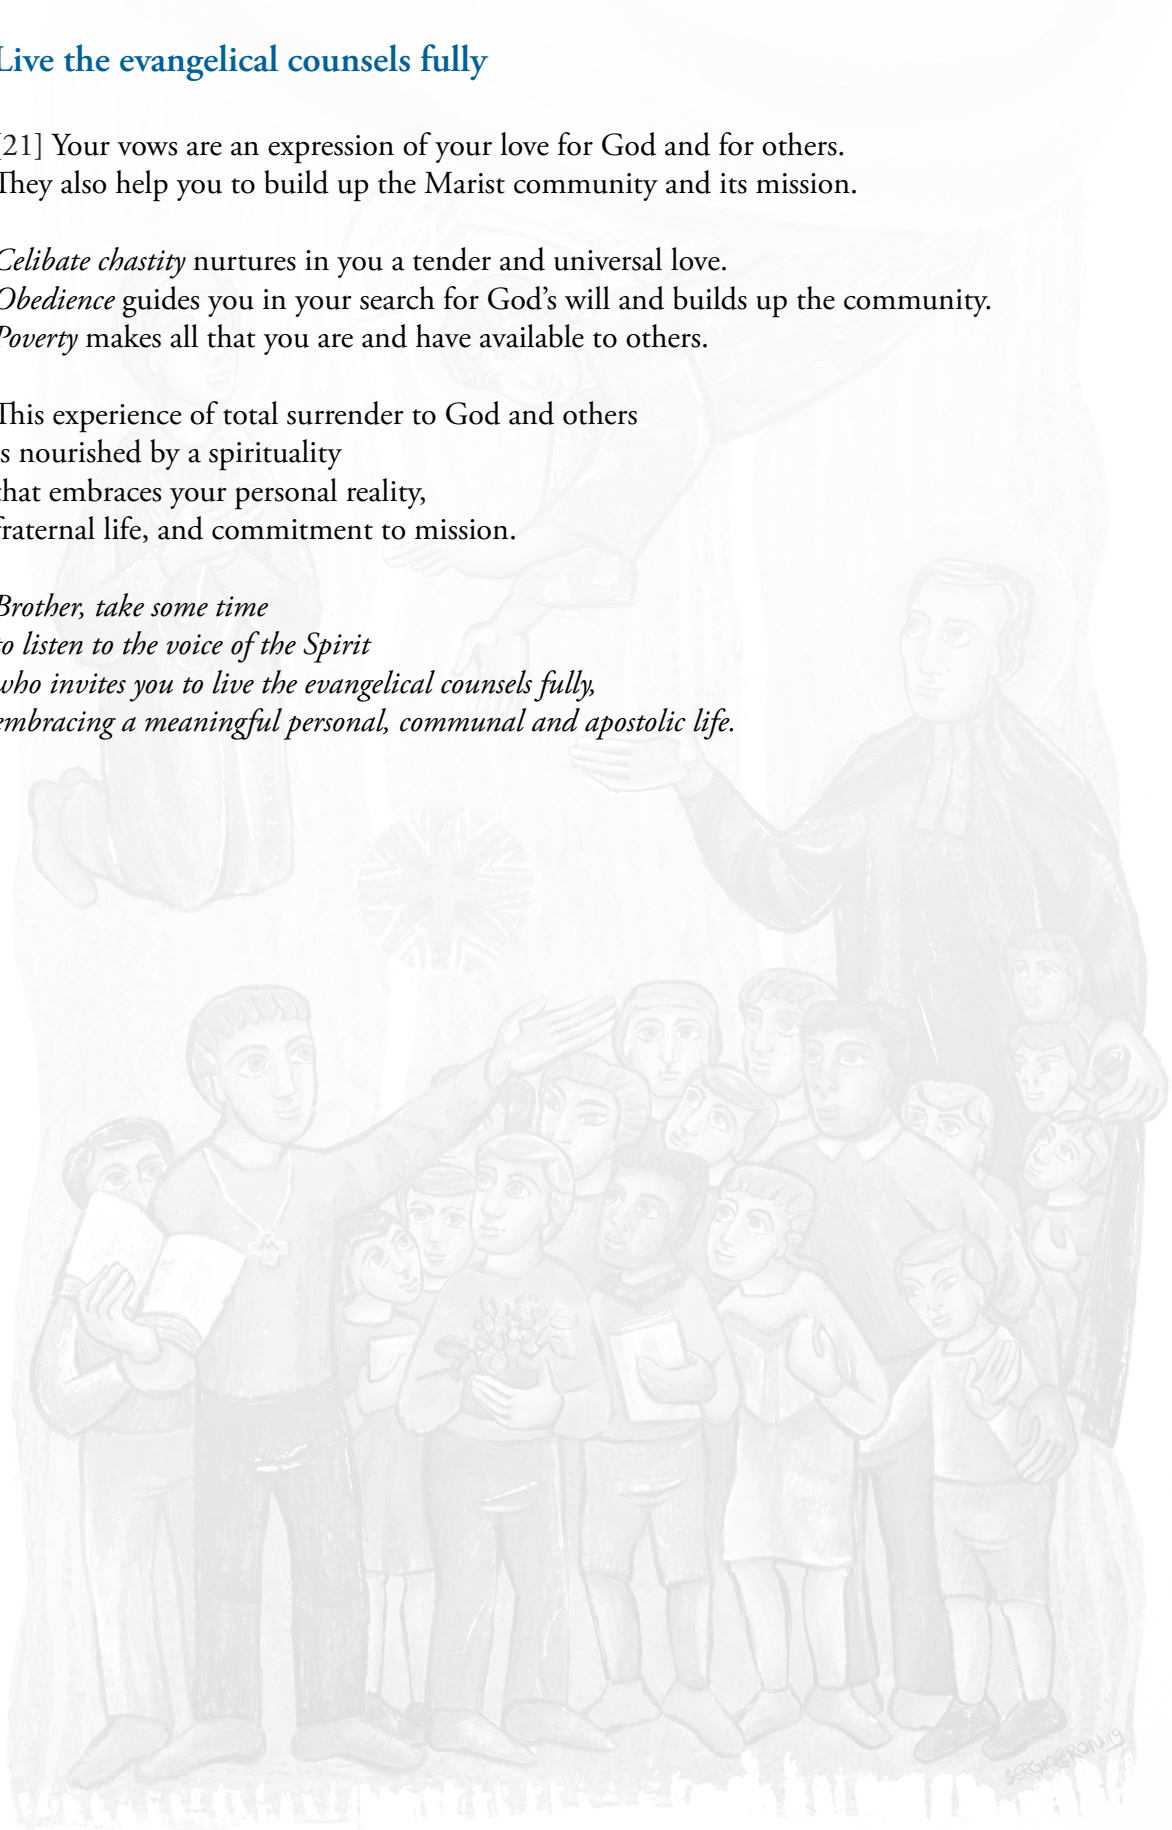 Live the evangelical counsels fully
[21] Your vows are an expression of your love for God and for others.
They also help you to build up the Marist community and its mission.
Celibate chastity nurtures in you a tender and universal love.
Obedience guides you in your search for God’s will and builds up the community.
Poverty makes all that you are and have available to others.
This experience of total surrender to God and others
is nourished by a spirituality
that embraces your personal reality,
fraternal life, and commitment to mission.
Brother, take some time
to listen to the voice of the Spirit
who invites you to live the evangelical counsels fully,
embracing a meaningful personal, communal and apostolic life.